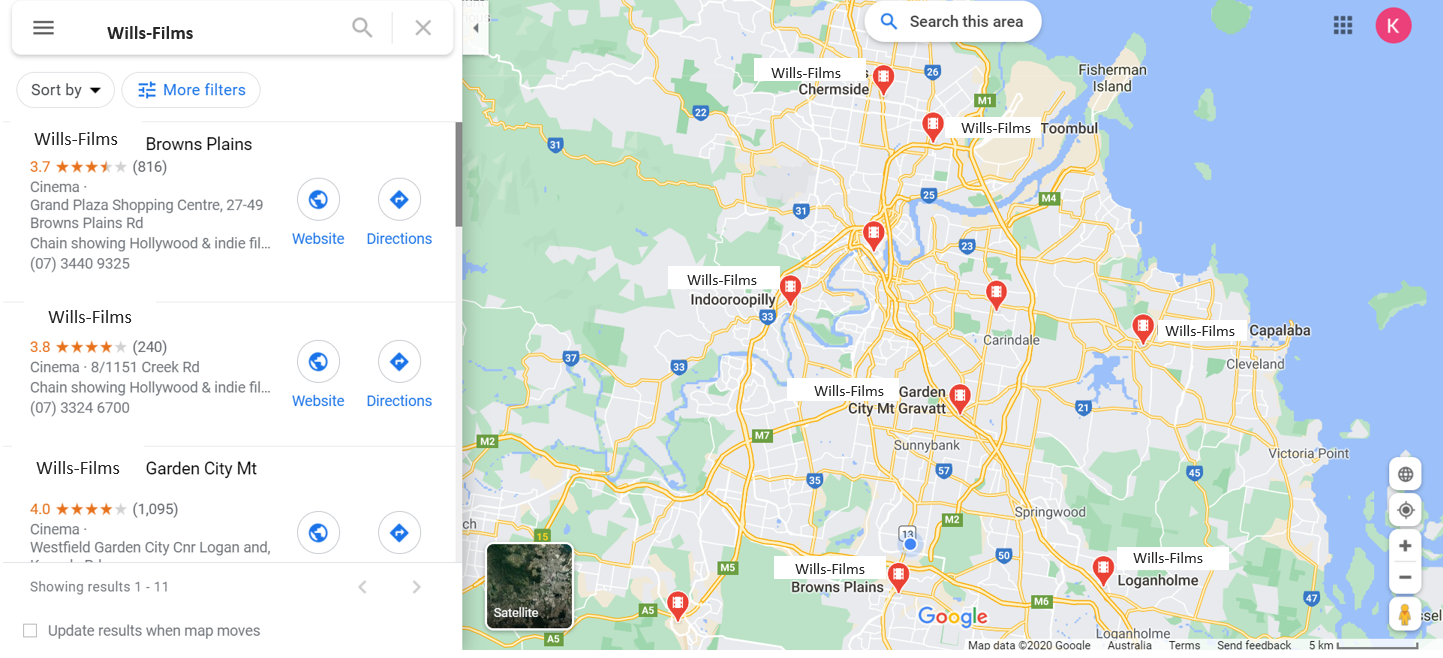 Wills-Films
Sort by
More filters
Wills-Films Browns Plains
3.7 (816)
Cinema ·
Grand Plaza Shopping Centre, 27-49
Browns Plains Rd
Chain showing Hollywood & indie fil...
(07) 3440 9325
Website
Directions
Wills-Films
3.8 (240)
Cinema · 8/1151 Creek Rd
Chain showing Hollywood & indie fil...
(07) 3324 6700
Website
Directions
Wills-Films Garden City Mt
4.0 (1,095)
Cinema ·
Westfield Garden City Cnr Logan and,
Showing results 1 - 11
Update results when map moves
Search this area
K
Wills-Films
Chermside
26
Fisherman
Island
M1
22
Wills-Films Toombul
31
25
M4
31
23
Wills-Films
Indooroopilly
33
Wills-Films Capalaba
Carindale
37
33
Cleveland
Wills-Films Garden
City Mt Gravatt
21
M7
M2
Sunnybank
Victoria Point
57
45
35
Springwood
M2
ch
15
13
50
Wills-Films
Loganholme
Wills-Films
Browns Plains
M5
M6
47
A5
A5
Satellite
Google
Loganholme
ssel
Map data ©2020 Google Australia Terms Send feedback 5 km